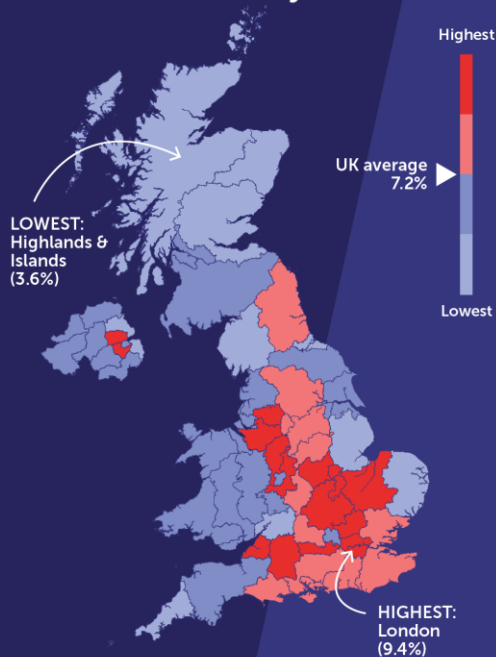 Highest
UK average
7.2%
Lowest
LOWEST:
Highlands &
Islands
(3.6%)
HIGHEST:
London
(9.4%)